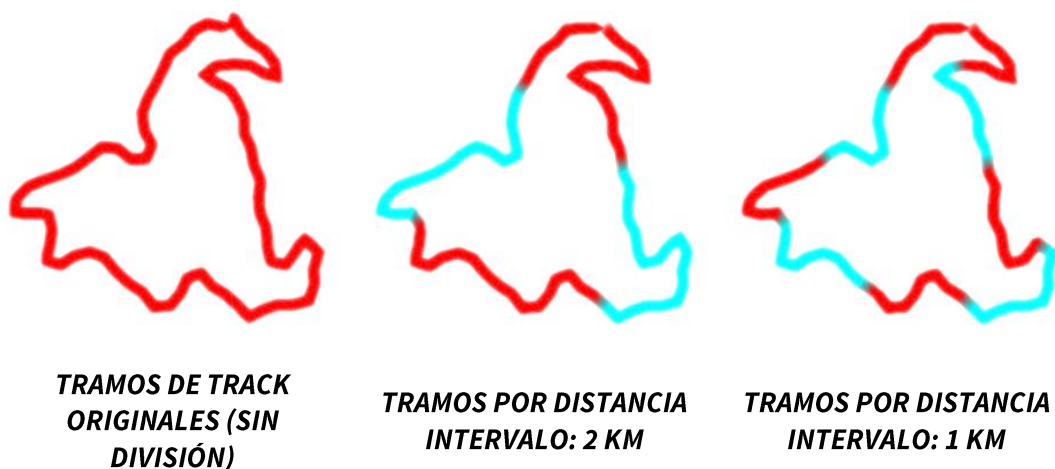 TRAMOS DE TRACK
ORIGINALES (SIN
DIVISIÓN)
TRAMOS POR DISTANCIA
INTERVALO: 2 KM
TRAMOS POR DISTANCIA
INTERVALO: 1 KM